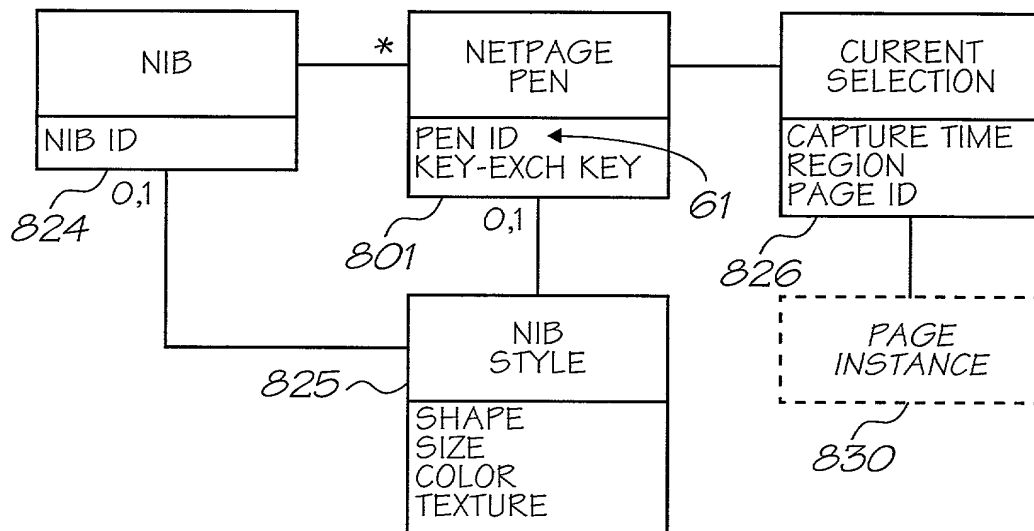 NIB
NIB ID
*
NETPAGE
PEN
PEN ID
KEY-EXCH KEY
CURRENT
SELECTION
CAPTURE TIME
REGION
PAGE ID
0,1
824
801
0,1
61
826
NIB
STYLE
825
SHAPE
SIZE
COLOR
TEXTURE
PAGE
INSTANCE
830